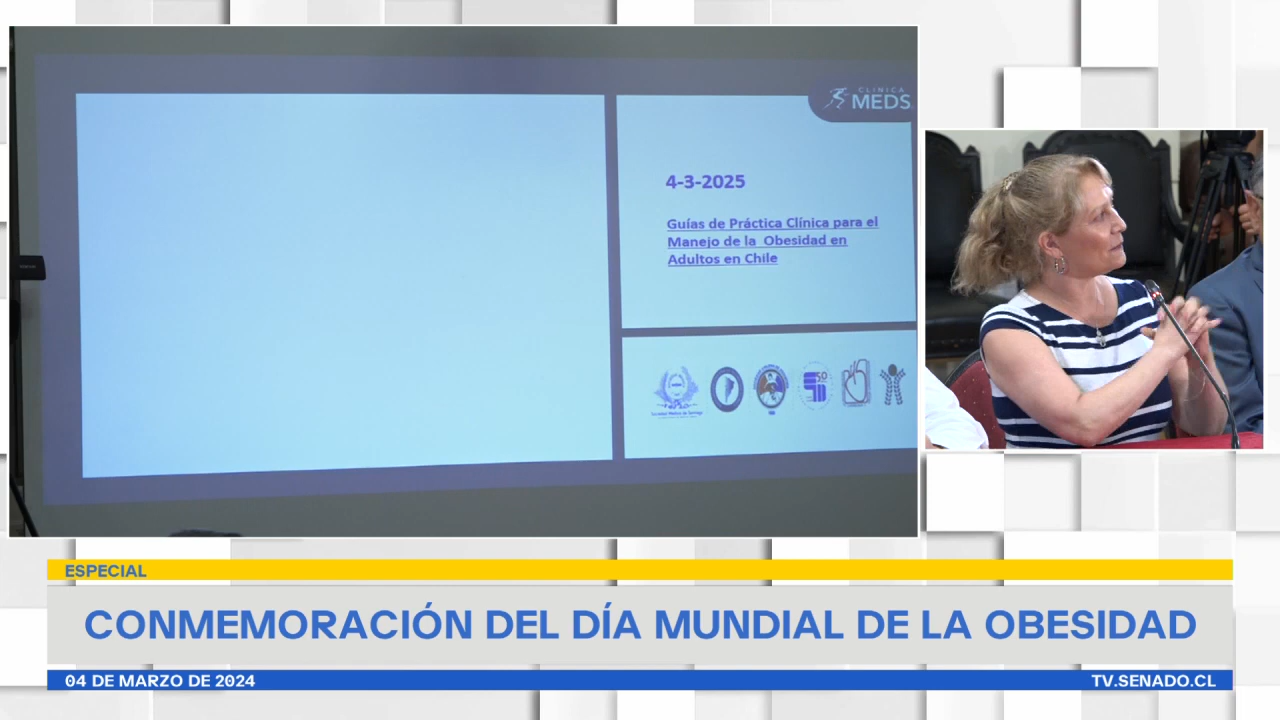 CLINICA
MEDS
4-3-2025
Guías de Práctica Clínica para el
Manejo de la Obesidad en
Adultos en Chile
50
ESPECIAL
CONMEMORACIÓN DEL DÍA MUNDIAL DE LA OBESIDAD
04 DE MARZO DE 2024
TV.SENADO.CL